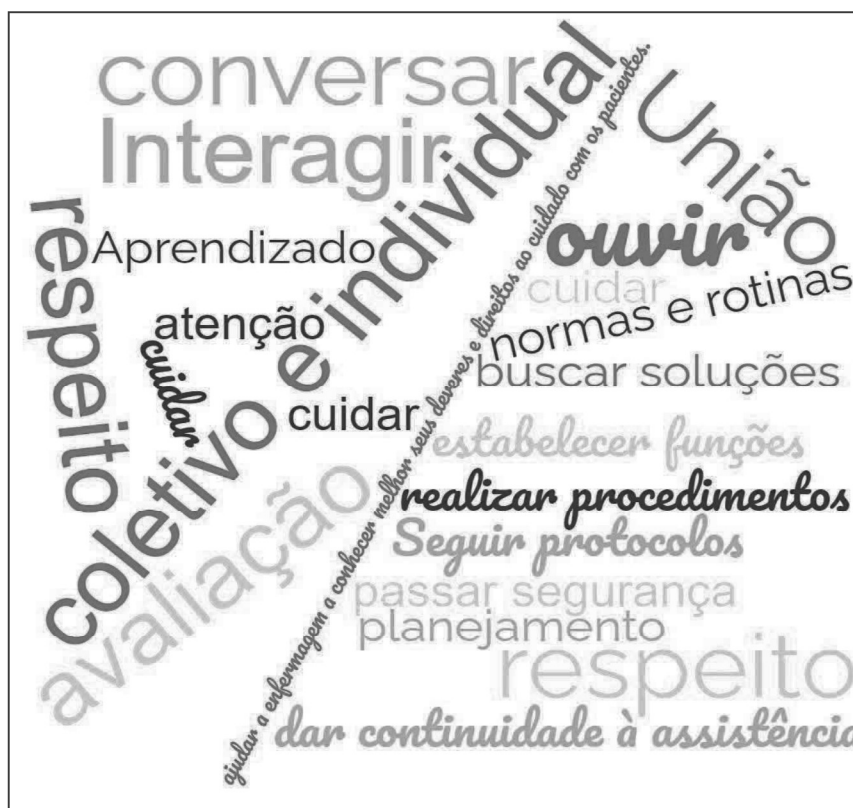 conversar
Interagir
União
coletivo e individual
ajudar a enfermagem a conhecer melhor seus deveres e direitos ao cuidado com os pacientes.
respeito
Aprendizado
ouvir
cuidar
normas e rotinas
atenção
cuidar
buscar soluções
cuidar
estabelecer funções
avaliação
realizar procedimentos
Seguir protocolos
passar segurança
planejamento
respeito
dar continuidade à assistência